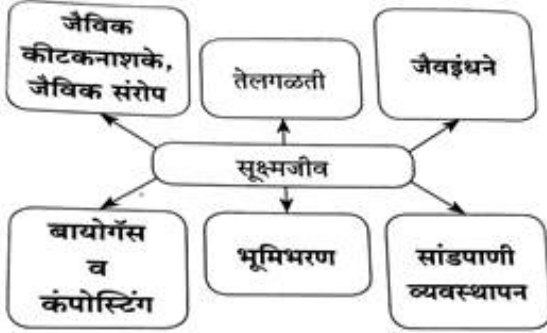 जैविक
कीटकनाशके,
जैविक संरोप
तेलगळती
जैवइंधने
सूक्ष्मजीव
बायोगॅस
व
कंपोस्टिंग
भूमिभरण
सांडपाणी
व्यवस्थापन